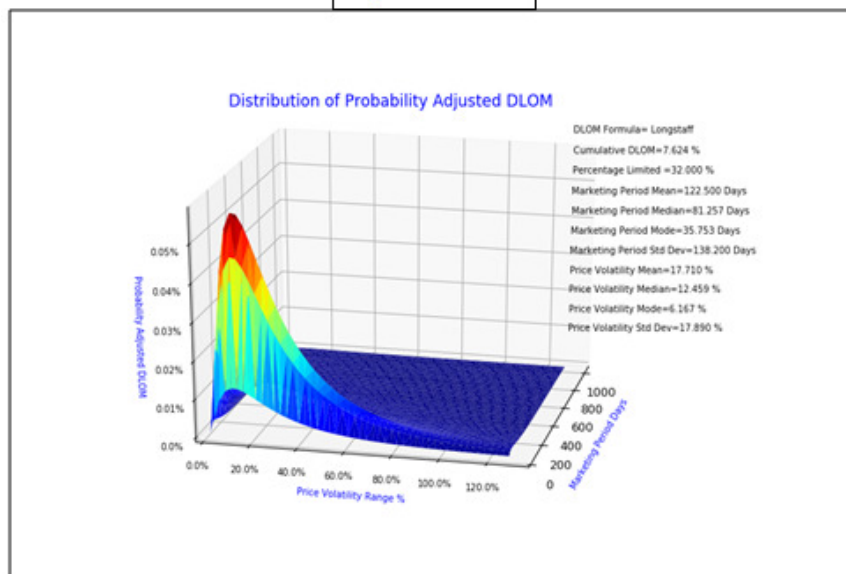 Distribution of Probability Adjusted DLOM
DLOM Formula= Longstaff
Cumulative DLOM=7.624 %
Percentage Limited =32.000 %
Marketing Period Mean=122.500 Days
Marketing Period Median=81.257 Days
Marketing Period Mode=35.753 Days
Marketing Period Std Dev=138.200 Days
Price Volatility Mean=17.710 %
Price Volatility Median=12.459 %
Price Volatility Mode=6.167 %
Price Volatility Std Dev=17.890 %
Probability Adjusted DLOM
0.05%
0.04%
0.03%
0.02%
0.01%
0.0%
0.0%
20.0%
40.0%
60.0%
80.0%
100.0%
120.0%
Price Volatility Range %
0
200
400
600
800
1000
Marketing Period Days